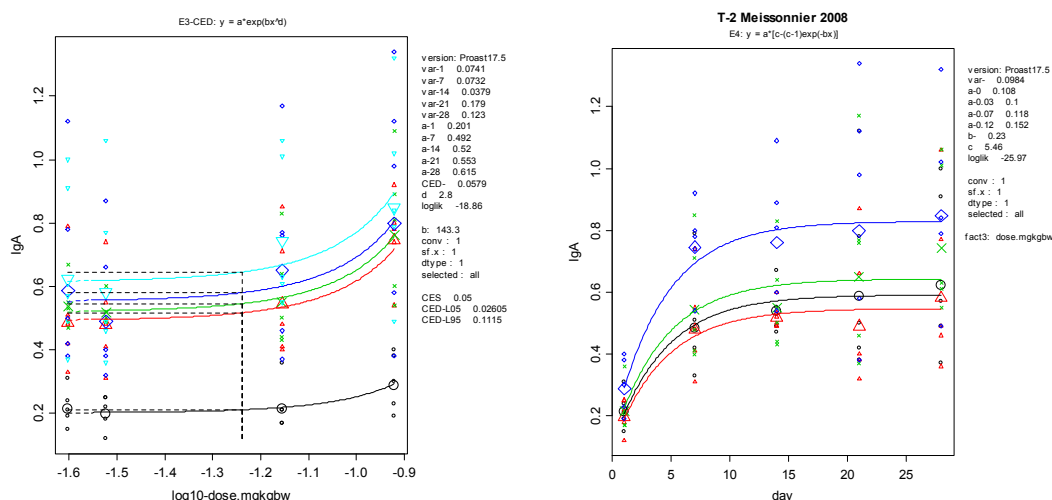 E3-CED: y = a*exp(bx^d)
IgA
1.2
1.0
0.8
0.6
0.4
0.2
-1.6
-1.5
-1.4
-1.3
-1.2
-1.1
-1.0
-0.9
log10-dose.mgkgbw
version: Proast17.5
var-1 0.0741
var-7 0.0732
var-14 0.0379
var-21 0.179
var-28 0.123
a-1 0.201
a-7 0.492
a-14 0.52
a-21 0.553
a-28 0.615
CED- 0.0579
d 2.8
loglik -18.86
b: 143.3
conv : 1
sf.x : 1
dtype : 1
selected : all
CES 0.05
CED-L05 0.02605
CED-L95 0.1115
T-2 Meissonnier 2008
E4: y = a*[c-(c-1)exp(-bx)]
IgA
1.2
1.0
0.8
0.6
0.4
0.2
0
5
10
15
20
25
day
version: Proast17.5
var- 0.0984
a-0 0.108
a-0.03 0.1
a-0.07 0.118
a-0.12 0.152
b- 0.23
c 5.46
loglik -25.97
conv : 1
sf.x : 1
dtype : 1
selected : all
fact3: dose.mgkgbw